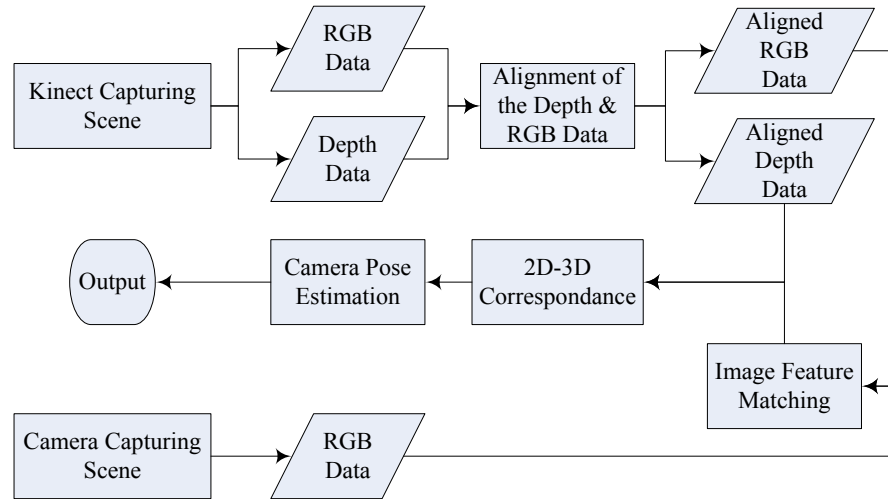 Kinect Capturing
Scene
RGB
Data
Depth
Data
Alignment of
the Depth &
RGB Data
Aligned
RGB
Data
Aligned
Depth
Data
Output
Camera Pose
Estimation
2D-3D
Correspondance
Image Feature
Matching
Camera Capturing
Scene
RGB
Data